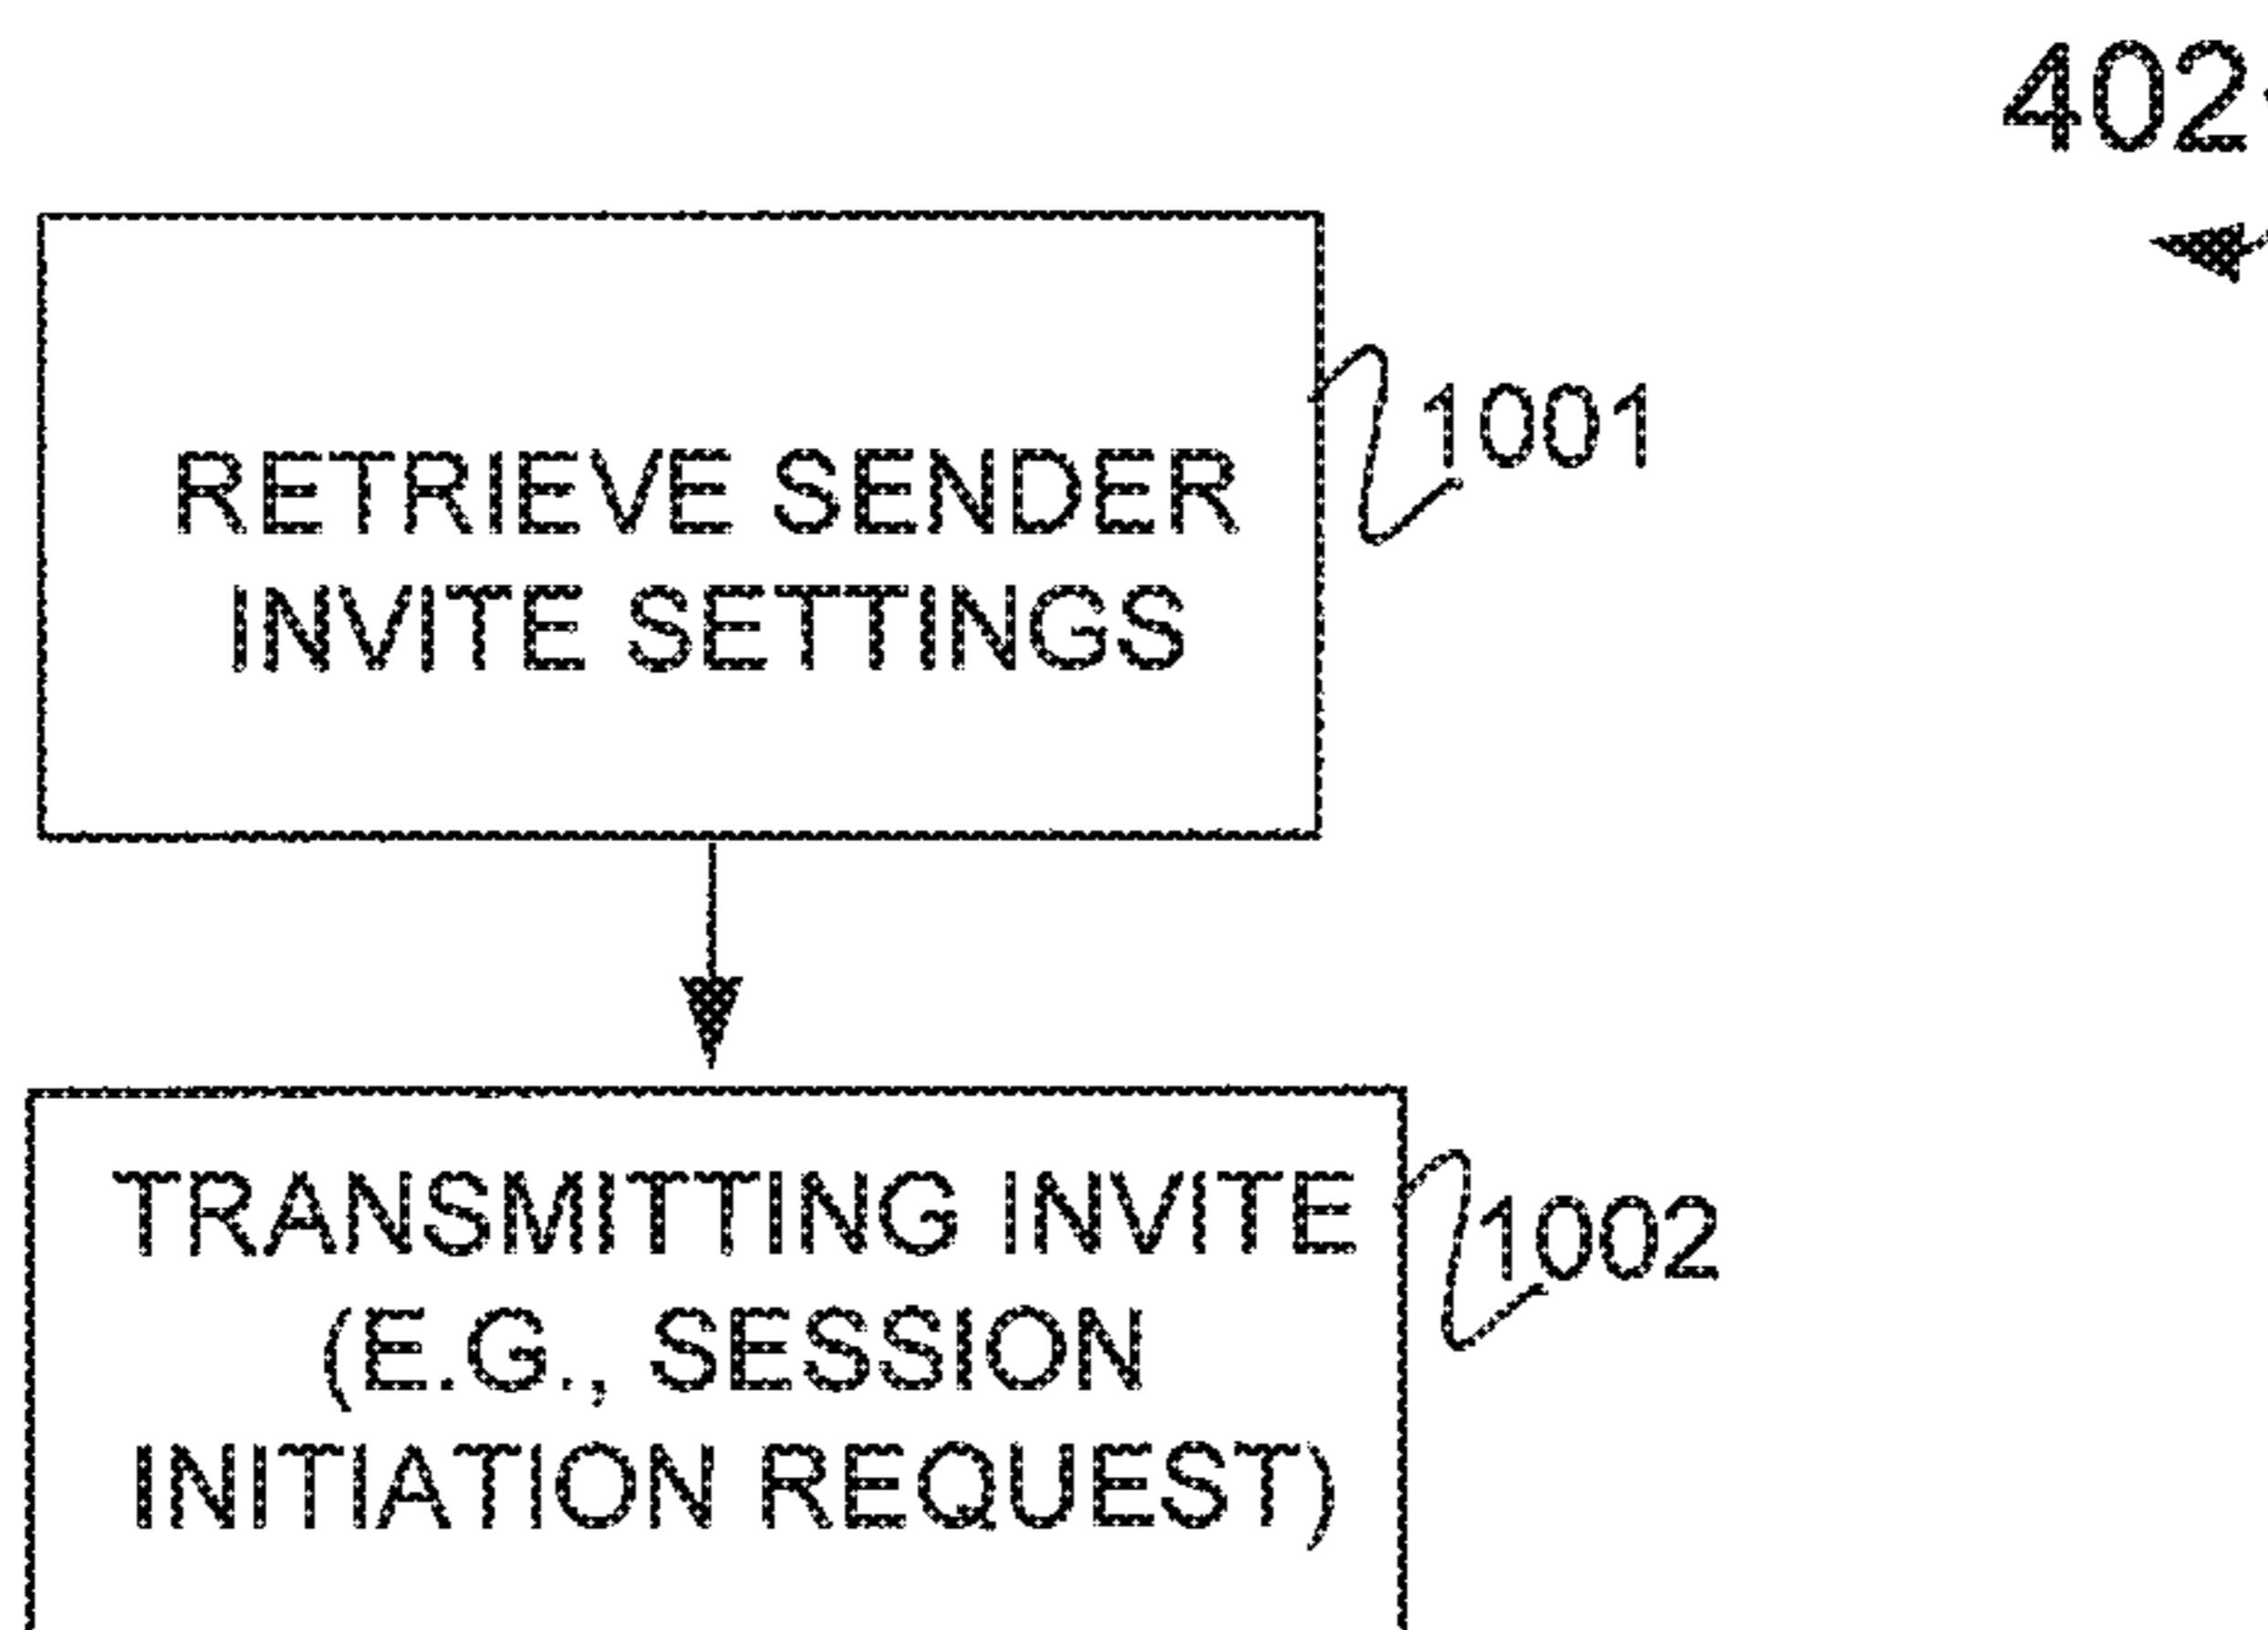 402
RETRIEVE SENDER
INVITE SETTINGS
1001
TRANSMITTING INVITE
(E.G., SESSION
INITIATION REQUEST)
1002